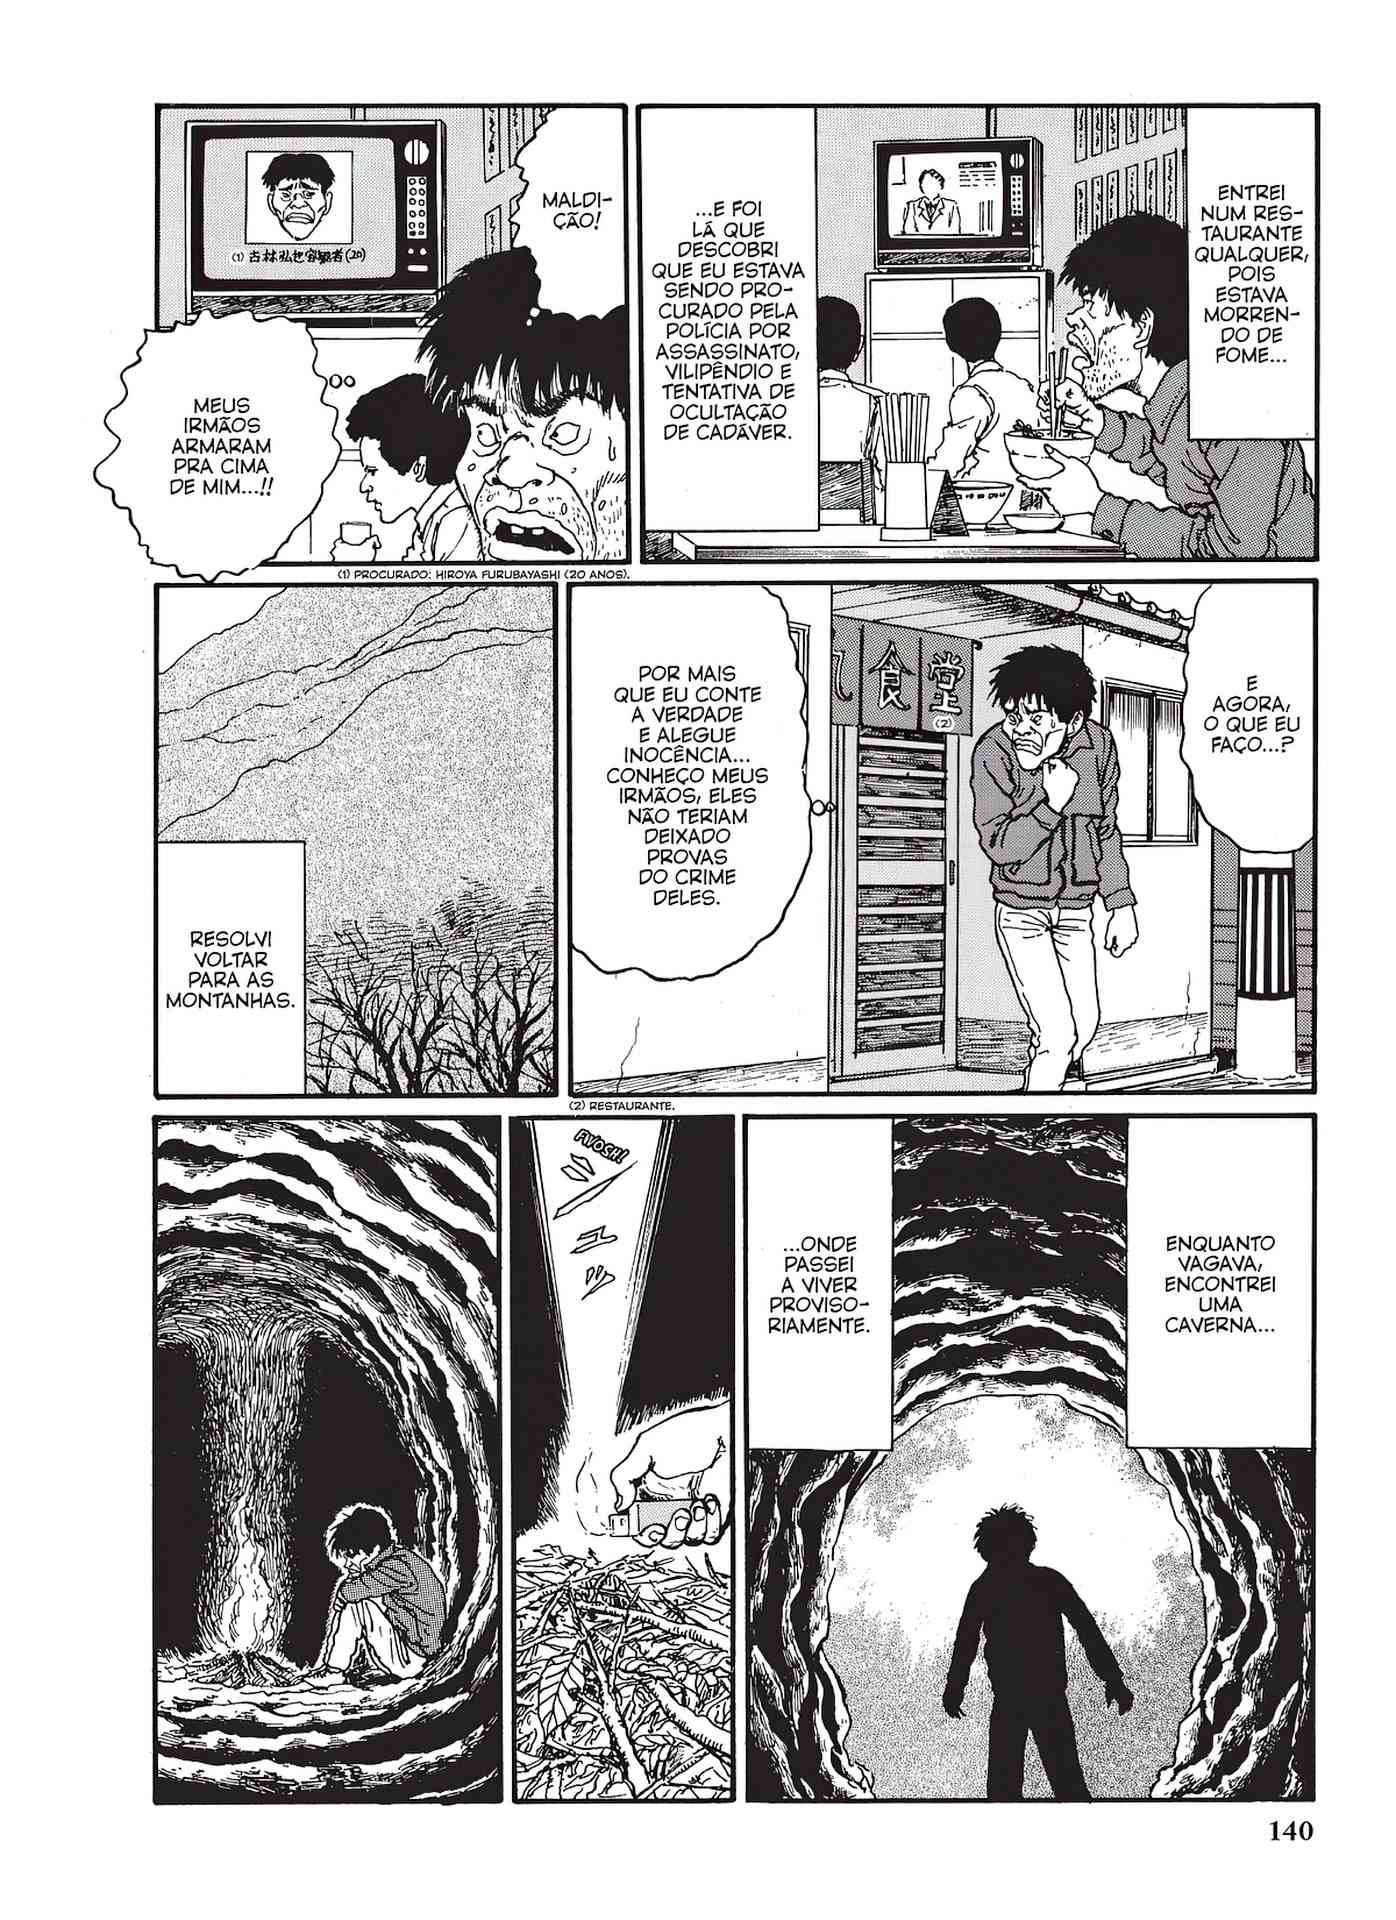 ENTREI
NUM RES-
TAURANTE
QUALQUER,
POIS
ESTAVA
MORREN-
DO DE
FOME...
...E FOI
LÁ QUE
DESCOBRI
QUE EU ESTAVA
SENDO PRO-
CURADO PELA
POLÍCIA POR
ASSASSINATO,
VILIPÊNDIO E
TENTATIVA DE
OCULTAÇÃO
DE CADÁVER.
MALDI-
ÇÃO!
(1) 古林弘也容疑者(20)
MEUS
IRMÃOS
ARMARAM
PRA CIMA
DE MIM...!!
(1) PROCURADO: HIROYA FURUBAYASHI (20 ANOS).
E
AGORA,
O QUE EU
FAÇO...?
食堂
(2)
POR MAIS
QUE EU CONTE
A VERDADE
E ALEGUE
INOCÊNCIA...
CONHEÇO MEUS
IRMÃOS, ELES
NÃO TERIAM
DEIXADO
PROVAS
DO CRIME
DELES.
(2) RESTAURANTE.
RESOLVI
VOLTAR
PARA AS
MONTANHAS.
ENQUANTO
VAGAVA,
ENCONTREI
UMA
CAVERNA...
...ONDE
PASSEI
A VIVER
PROVISO-
RIAMENTE.
FWOSH!
140